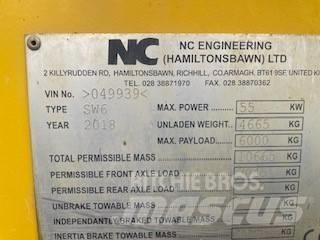 NC NC ENGINEERING
(HAMILTONSBAWN) LTD
2 KILLYRUDDEN RD, HAMILTONSBAWN, RICHHILL, CO.ARMAGH, BT61 9SF, UNITED KI
TEL. 028 38871970 FAX. 028 38870362
VIN No. >049939<
TYPE SW6 MAX. POWER 55 KW
YEAR 2018 UNLADEN WEIGHT 4665 KG
MAX. PAYLOAD 6000 KG
TOTAL PERMISSIBLE MASS 10665 KG
PERMISSIBLE FRONT AXLE LOAD KG
PERMISSIBLE REAR AXLE LOAD KG
UNBRAKE TOWABLE MASS KG
INDEPENDANTLY BRAKED TOWABLE MASS KG
INERTIA BRAKE TOWABLE MASS KG
MCBRIDES
mascus